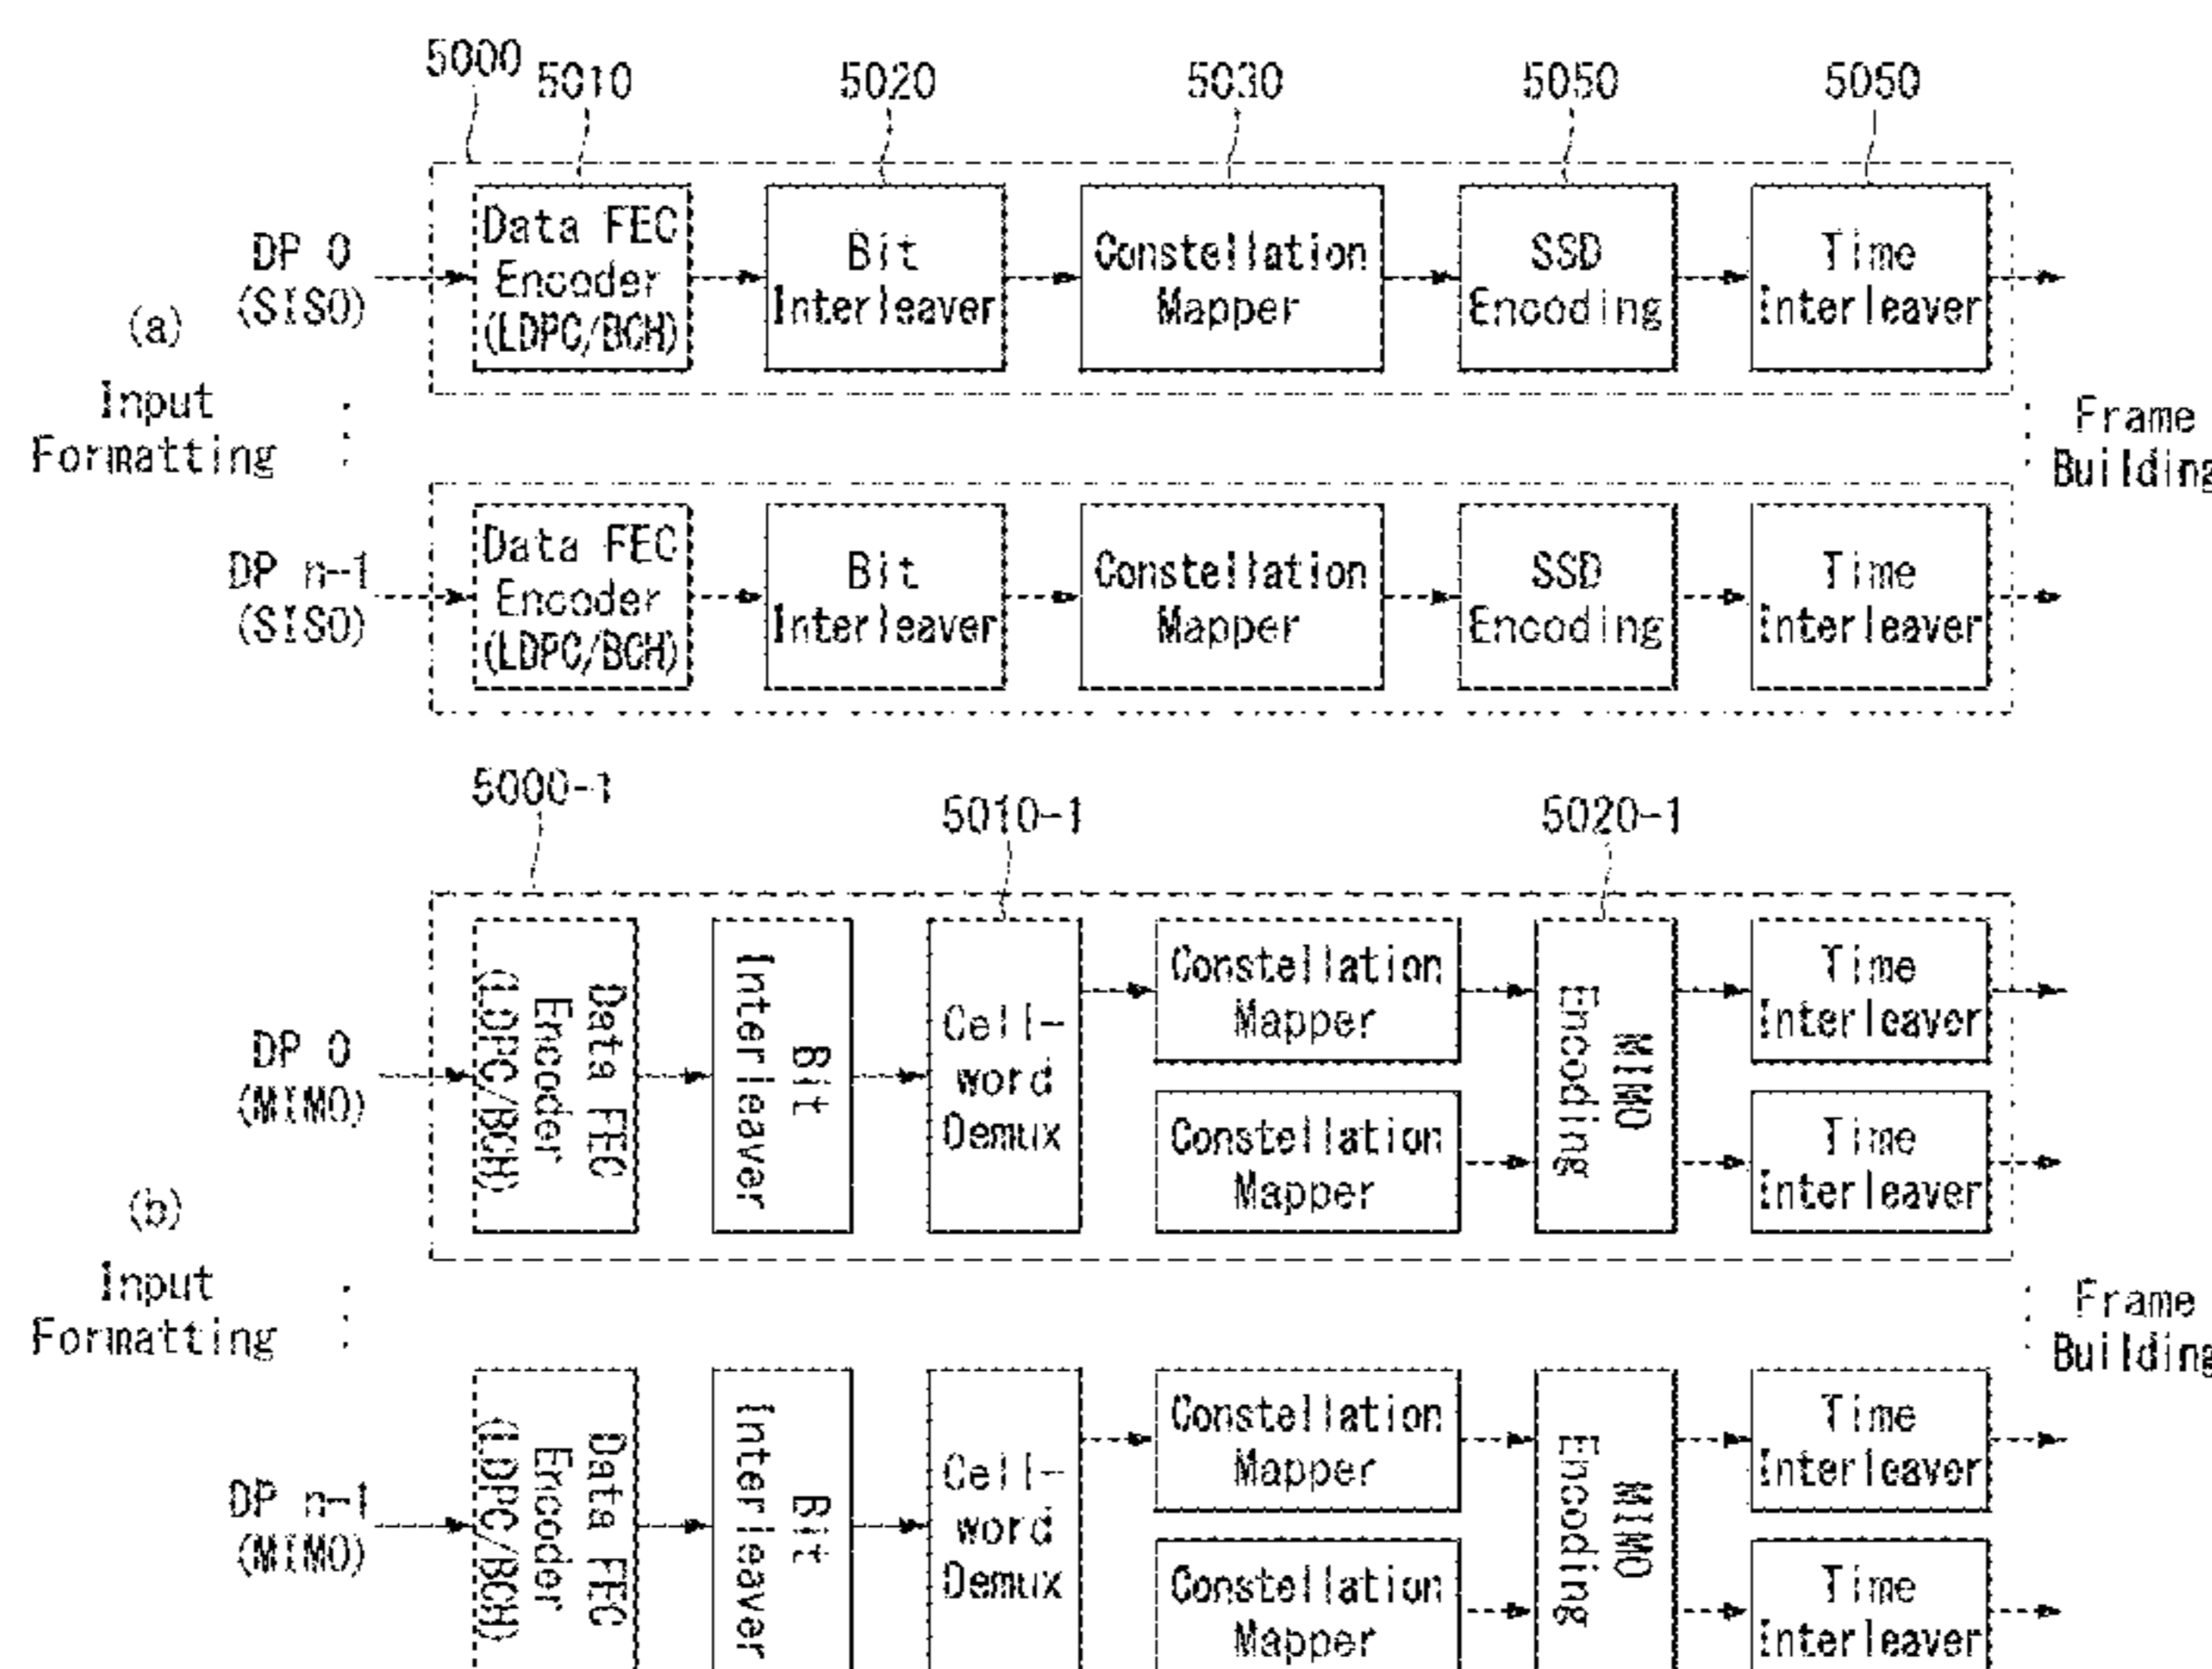 5000
5010
5020
5030
5050
5050
(a)
Input
Formatting
DP 0
(SISO)
Data FEC
Encoder
(LDPC/BCH)
Bit
Interleaver
Constellation
Mapper
SSD
Encoding
Time
Interleaver
Frame
Building
DP n-1
(SISO)
Data FEC
Encoder
(LDPC/BCH)
Bit
Interleaver
Constellation
Mapper
SSD
Encoding
Time
Interleaver
5000-1
5010-1
5020-1
(b)
Input
Formatting
DP 0
(MIMO)
Data FEC
Encoder
(LDPC/BCH)
Bit
Interleaver
Cell-
word
Demux
Constellation
Mapper
Constellation
Mapper
MIMO
Encoding
Time
Interleaver
Time
Interleaver
Frame
Building
DP n-1
(MIMO)
Data FEC
Encoder
(LDPC/BCH)
Bit
Interleaver
Cell-
word
Demux
Constellation
Mapper
Constellation
Mapper
MIMO
Encoding
Time
Interleaver
Time
Interleaver